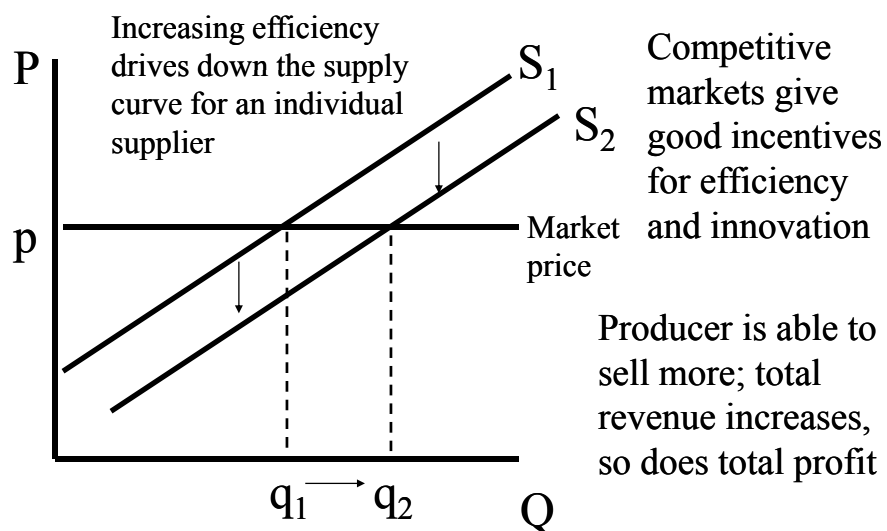 Increasing efficiency
drives down the supply
curve for an individual
supplier
P
S₁
S₂
Competitive
markets give
good incentives
for efficiency
and innovation
p
Market
price
Producer is able to
sell more; total
revenue increases,
so does total profit
q₁
q₂
Q